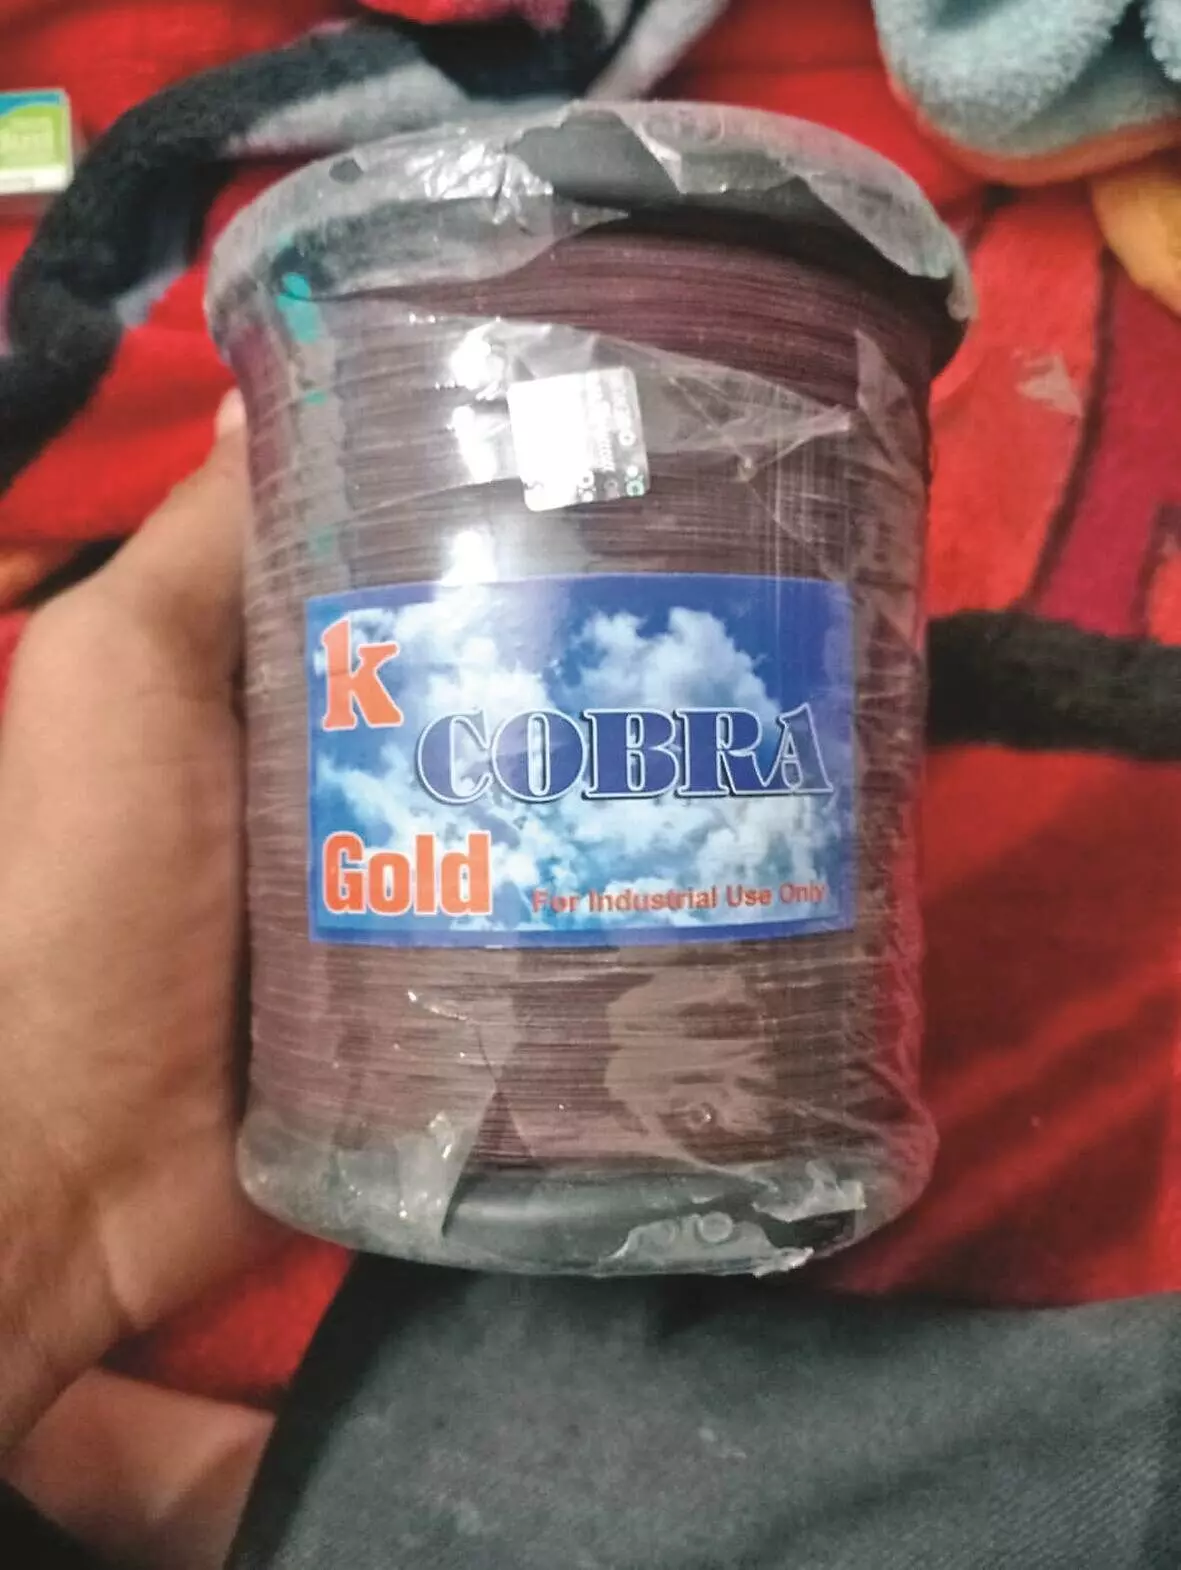 k
COBRA
Gold
For Industrial Use Only